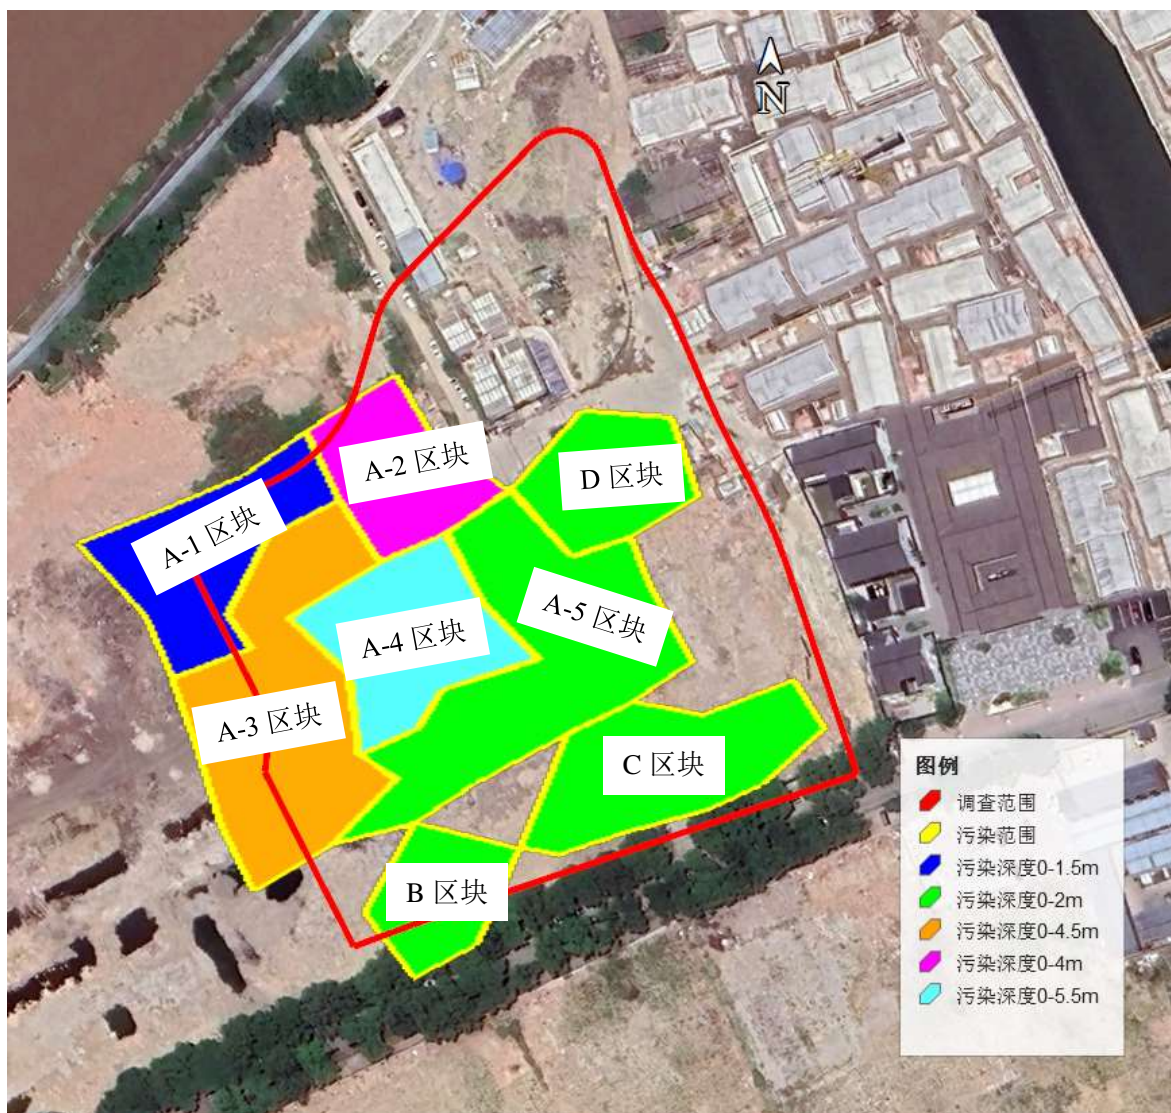 N
A-2 区块
D 区块
A-1 区块
A-5 区块
A-4 区块
A-3 区块
C 区块
B 区块
图例
调查范围
污染范围
污染深度0-1.5m
污染深度0-2m
污染深度0-4.5m
污染深度0-4m
污染深度0-5.5m